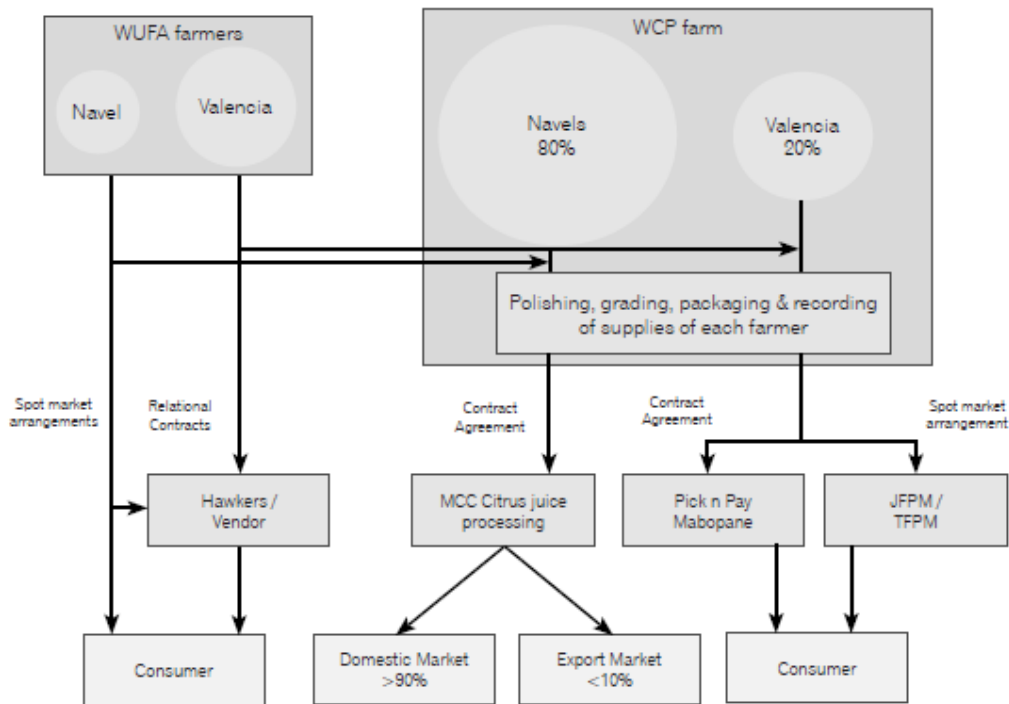 WUFA farmers
WCP farm
Navel
Valencia
Navels
80%
Valencia
20%
Polishing, grading, packaging & recording
of supplies of each farmer
Spot market
arrangements
Relational
Contracts
Contract
Agreement
Contract
Agreement
Spot market
arrangement
Hawkers /
Vendor
MCC Citrus juice
processing
Pick n Pay
Mabopane
JFPM /
TFPM
Consumer
Domestic Market
>90%
Export Market
<10%
Consumer